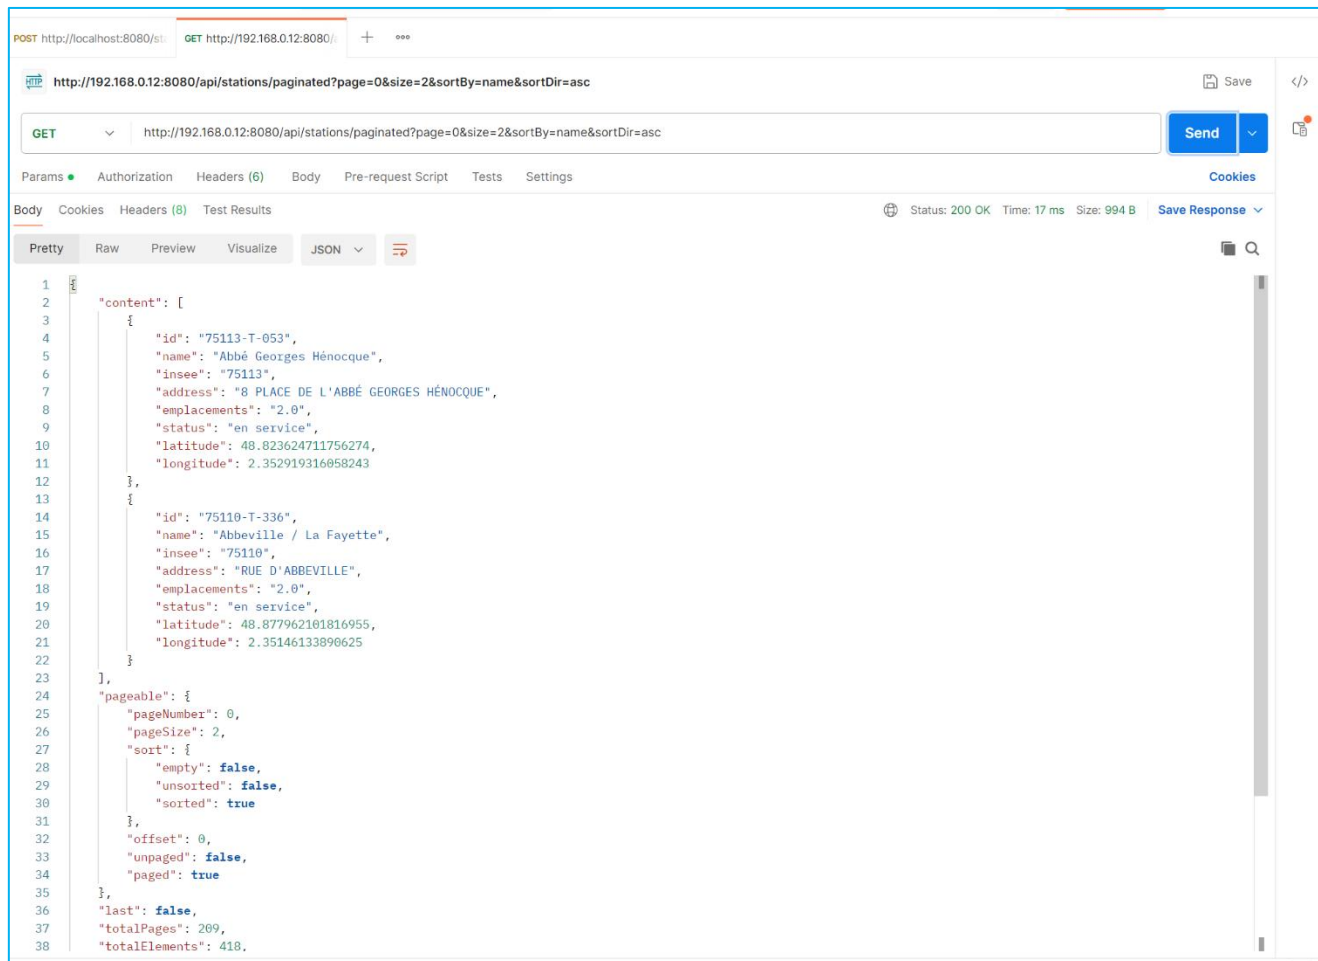 POST http://localhost:8080/st GET http://192.168.0.12:8080/
HTTP http://192.168.0.12:8080/api/stations/paginated?page=0&size=2&sortBy=name&sortDir=asc Save </>
GET http://192.168.0.12:8080/api/stations/paginated?page=0&size=2&sortBy=name&sortDir=asc Send
Params Authorization Headers (6) Body Pre-request Script Tests Settings Cookies
Body Cookies Headers (8) Test Results Status: 200 OK Time: 17 ms Size: 994 B Save Response
Pretty Raw Preview Visualize JSON
1 {
2 "content": [
3 {
4 "id": "75113-T-053",
5 "name": "Abbé Georges Hénocque",
6 "insee": "75113",
7 "address": "8 PLACE DE L'ABBÉ GEORGES HÉNOCQUE",
8 "emplacements": "2.0",
9 "status": "en service",
10 "latitude": 48.823624711756274,
11 "longitude": 2.352919316058243
12 },
13 {
14 "id": "75110-T-336",
15 "name": "Abbeville / La Fayette",
16 "insee": "75110",
17 "address": "RUE D'ABBEVILLE",
18 "emplacements": "2.0",
19 "status": "en service",
20 "latitude": 48.877962101816955,
21 "longitude": 2.35146133890625
22 }
23 ],
24 "pageable": {
25 "pageNumber": 0,
26 "pageSize": 2,
27 "sort": {
28 "empty": false,
29 "unsorted": false,
30 "sorted": true
31 },
32 "offset": 0,
33 "unpaged": false,
34 "paged": true
35 },
36 "last": false,
37 "totalPages": 209,
38 "totalElements": 418,